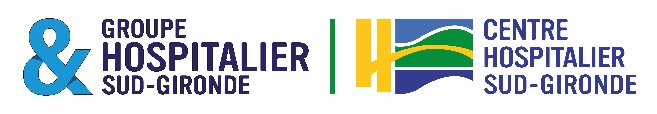 &
GROUPE
HOSPITALIER
SUD-GIRONDE
H
CENTRE
HOSPITALIER
SUD-GIRONDE